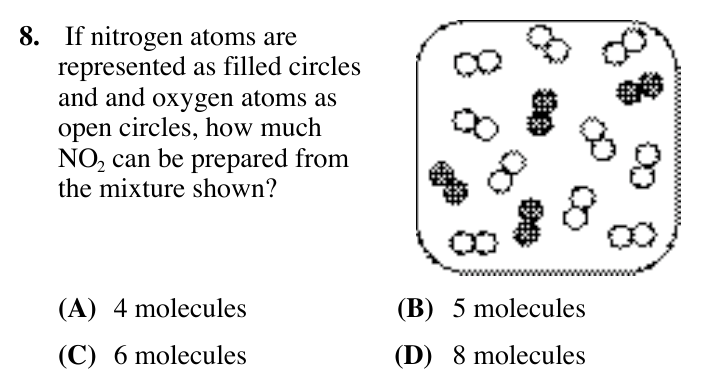 8. If nitrogen atoms are
represented as filled circles
and and oxygen atoms as
open circles, how much
NO₂ can be prepared from
the mixture shown?
(A) 4 molecules (B) 5 molecules
(C) 6 molecules (D) 8 molecules